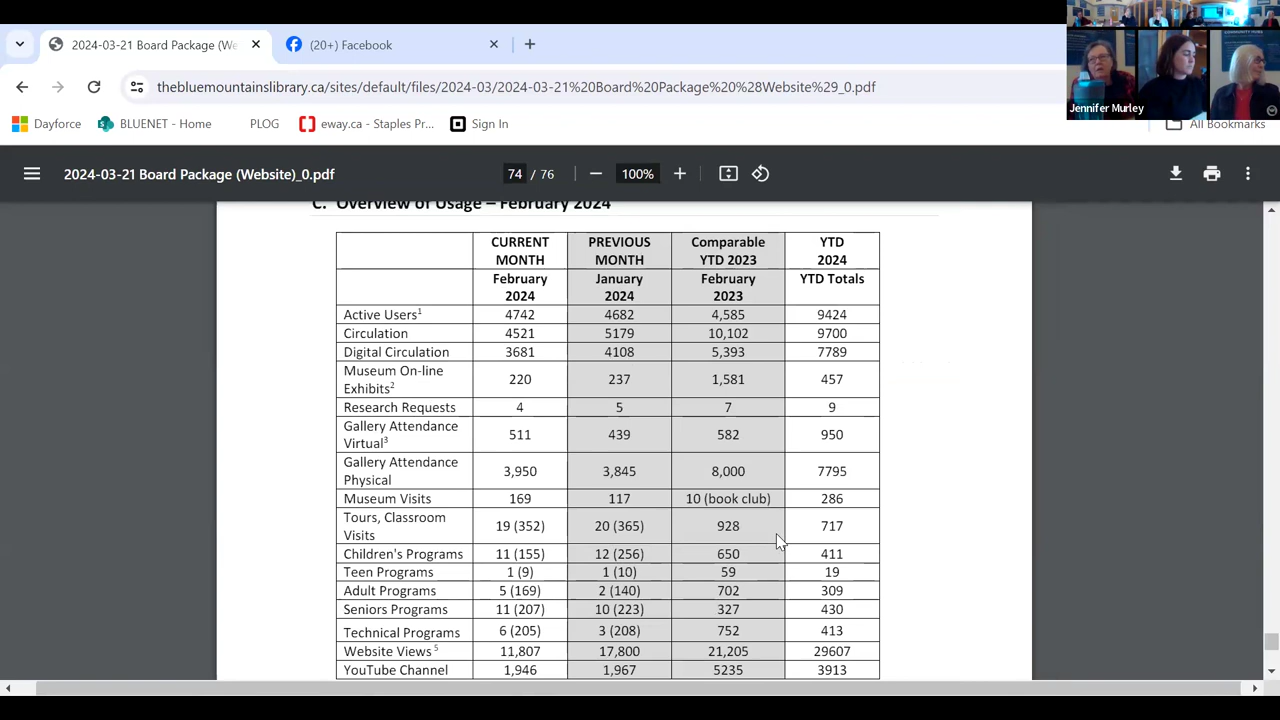 2024-03-21 Board Package (We
(20+) Facebook
thebluemountainslibrary.ca/sites/default/files/2024-03/2024-03-21%20Board%20Package%20%28Website%29_0.pdf
Jennifer Murley
Dayforce
BLUENET - Home
PLOG
eway.ca - Staples Pr...
Sign In
All Bookmarks
2024-03-21 Board Package (Website)_0.pdf
74 / 76
100%
C. Overview of Usage – February 2024
CURRENT MONTH PREVIOUS MONTH Comparable YTD 2023 YTD 2024
February 2024 January 2024 February 2023 YTD Totals
Active Users1 4742 4682 4,585 9424
Circulation 4521 5179 10,102 9700
Digital Circulation 3681 4108 5,393 7789
Museum On-line Exhibits2 220 237 1,581 457
Research Requests 4 5 7 9
Gallery Attendance Virtual3 511 439 582 950
Gallery Attendance Physical 3,950 3,845 8,000 7795
Museum Visits 169 117 10 (book club) 286
Tours, Classroom Visits 19 (352) 20 (365) 928 717
Children's Programs 11 (155) 12 (256) 650 411
Teen Programs 1 (9) 1 (10) 59 19
Adult Programs 5 (169) 2 (140) 702 309
Seniors Programs 11 (207) 10 (223) 327 430
Technical Programs 6 (205) 3 (208) 752 413
Website Views 5 11,807 17,800 21,205 29607
YouTube Channel 1,946 1,967 5235 3913